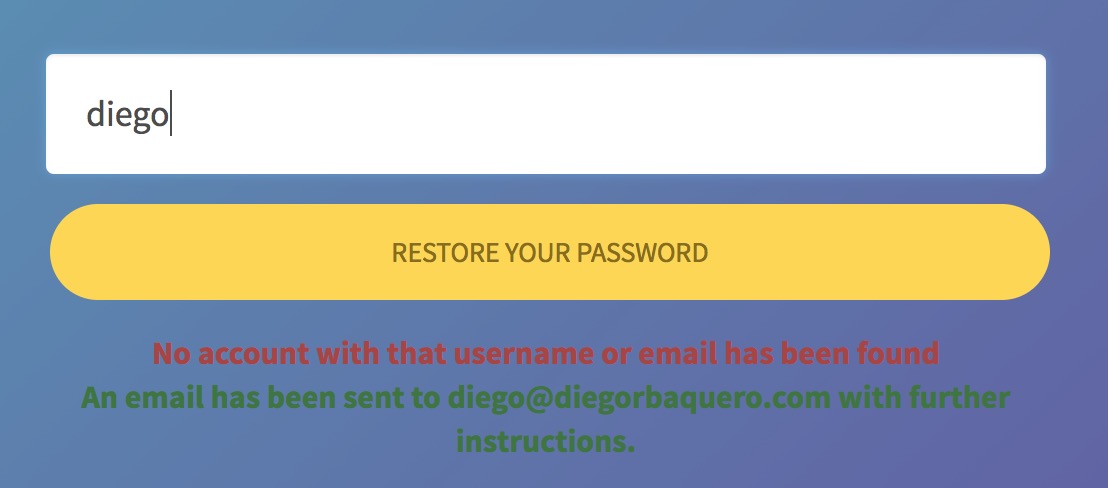 diego
RESTORE YOUR PASSWORD
No account with that username or email has been found
An email has been sent to diego@diegorbaquero.com with further
instructions.